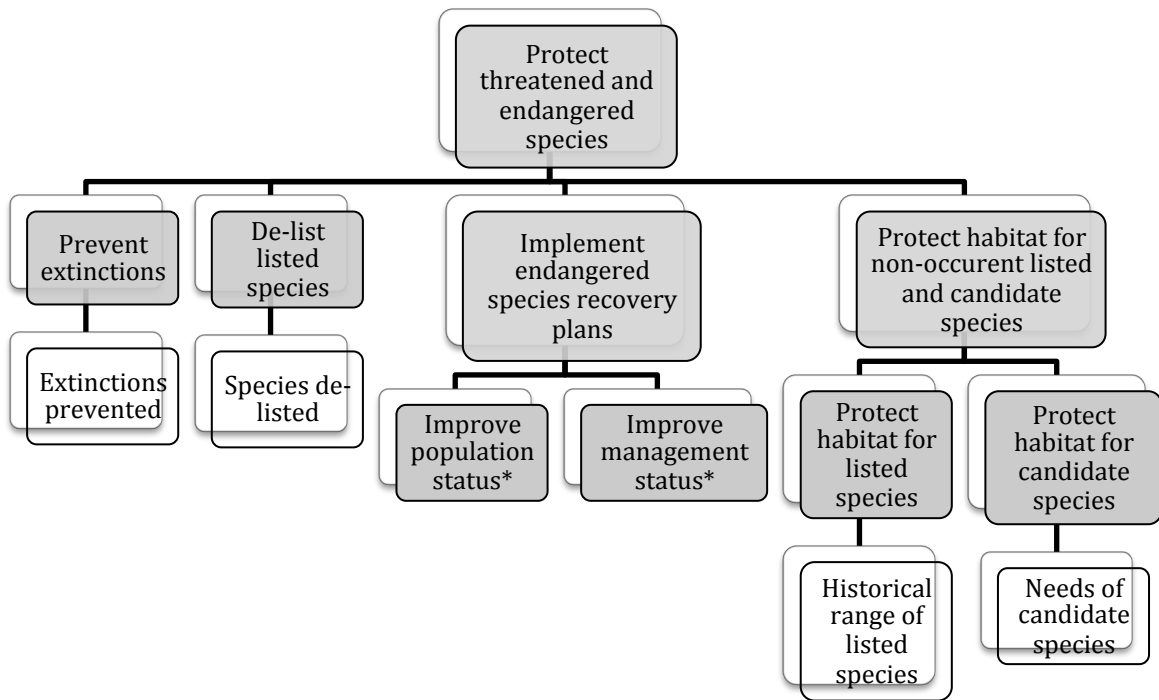 Protect
threatened and
endangered
species
Prevent
extinctions
De-list
listed
species
Implement
endangered
species recovery
plans
Protect habitat for
non-occurent listed
and candidate
species
Extinctions
prevented
Species de-
listed
Improve
population
status*
Improve
management
status*
Protect
habitat for
listed
species
Protect
habitat for
candidate
species
Historical
range of
listed
species
Needs of
candidate
species